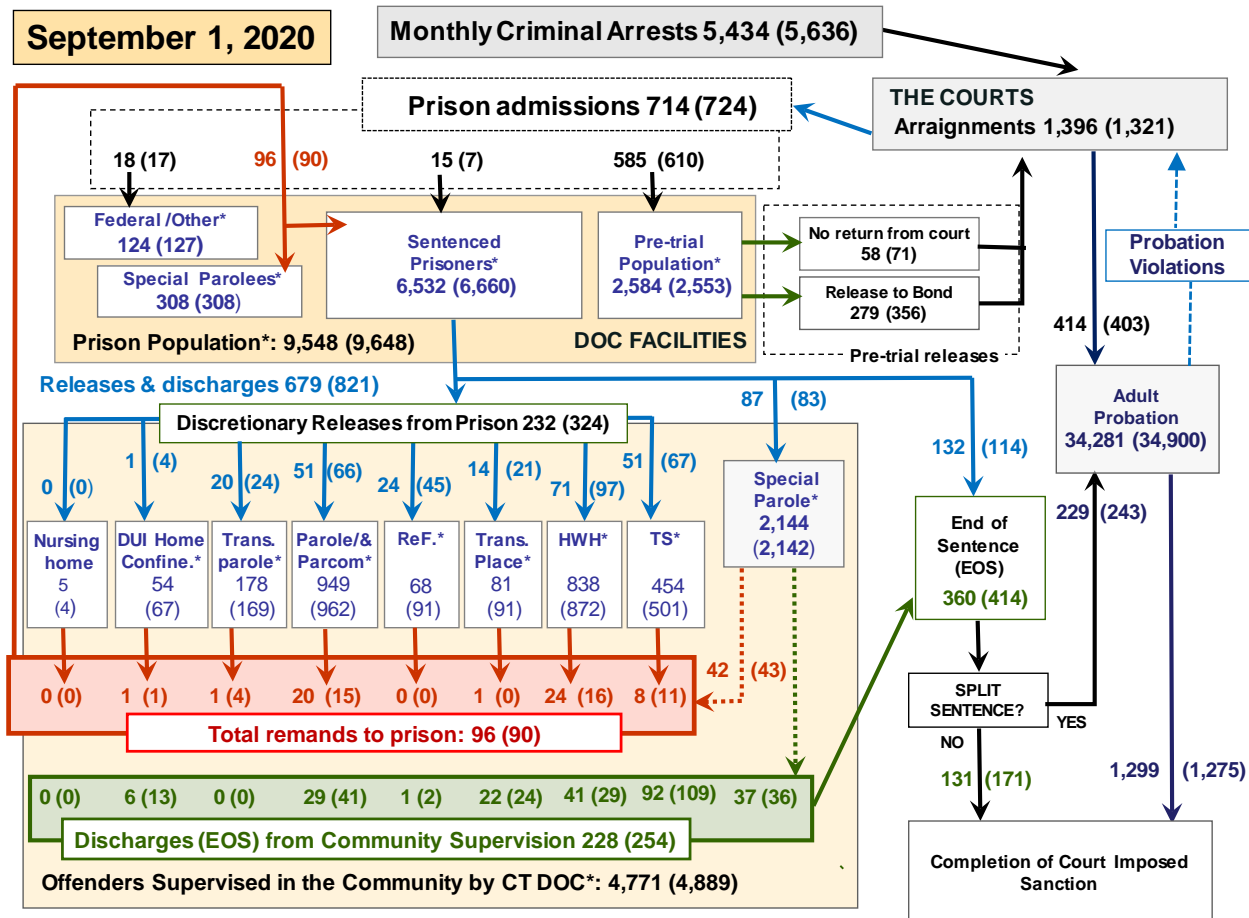 September 1, 2020
Monthly Criminal Arrests 5,434 (5,636)
Prison admissions 714 (724)
THE COURTS
Arraignments 1,396 (1,321)
18 (17)
96 (90)
15 (7)
585 (610)
Federal /Other*
124 (127)
Special Parolees*
308 (308)
Sentenced
Prisoners*
6,532 (6,660)
Pre-trial
Population*
2,584 (2,553)
No return from court
58 (71)
Release to Bond
279 (356)
Pre-trial releases
Probation
Violations
Prison Population*: 9,548 (9,648)
DOC FACILITIES
414 (403)
Releases & discharges 679 (821)
Discretionary Releases from Prison 232 (324)
87 (83)
132 (114)
Adult
Probation
34,281 (34,900)
0 (0)
1 (4)
20 (24)
51 (66)
24 (45)
14 (21)
71 (97)
51 (67)
Special
Parole*
2,144
(2,142)
229 (243)
Nursing
home
5
(4)
DUI Home
Confine.*
54
(67)
Trans.
parole*
178
(169)
Parole/&
Parcom*
949
(962)
ReF.*
68
(91)
Trans.
Place*
81
(91)
HWH*
838
(872)
TS*
454
(501)
End of
Sentence
(EOS)
360 (414)
42 (43)
0 (0)
1 (1)
1 (4)
20 (15)
0 (0)
1 (0)
24 (16)
8 (11)
Total remands to prison: 96 (90)
SPLIT
SENTENCE?
YES
NO
131 (171)
1,299 (1,275)
0 (0)
6 (13)
0 (0)
29 (41)
1 (2)
22 (24)
41 (29)
92 (109)
37 (36)
Discharges (EOS) from Community Supervision 228 (254)
Offenders Supervised in the Community by CT DOC*: 4,771 (4,889)
Completion of Court Imposed
Sanction